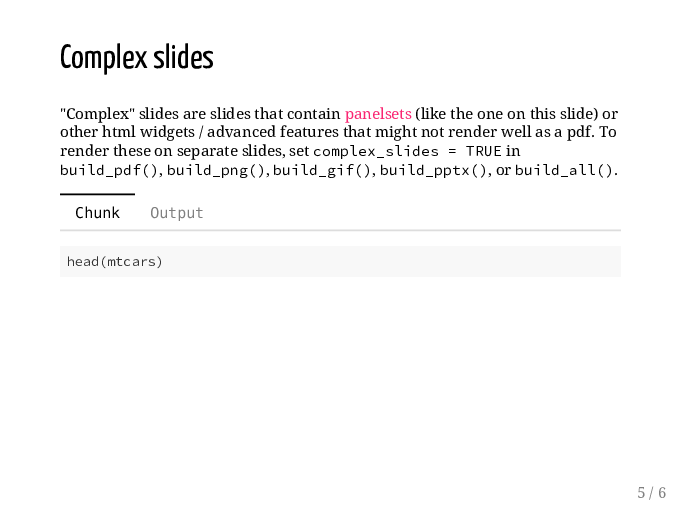 Complex slides
"Complex" slides are slides that contain panelsets (like the one on this slide) or
other html widgets / advanced features that might not render well as a pdf. To
render these on separate slides, set complex_slides = TRUE in
build_pdf(), build_png(), build_gif(), build_pptx(), or build_all().
Chunk Output
head(mtcars)
5 / 6